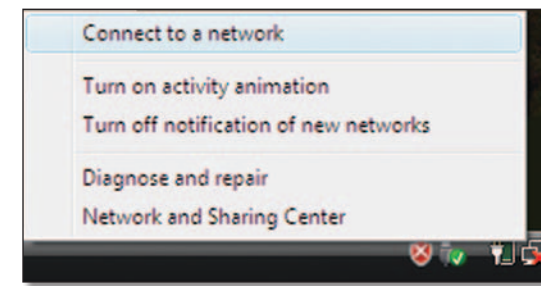 Connect to a network
Turn on activity animation
Turn off notification of new networks
Diagnose and repair
Network and Sharing Center